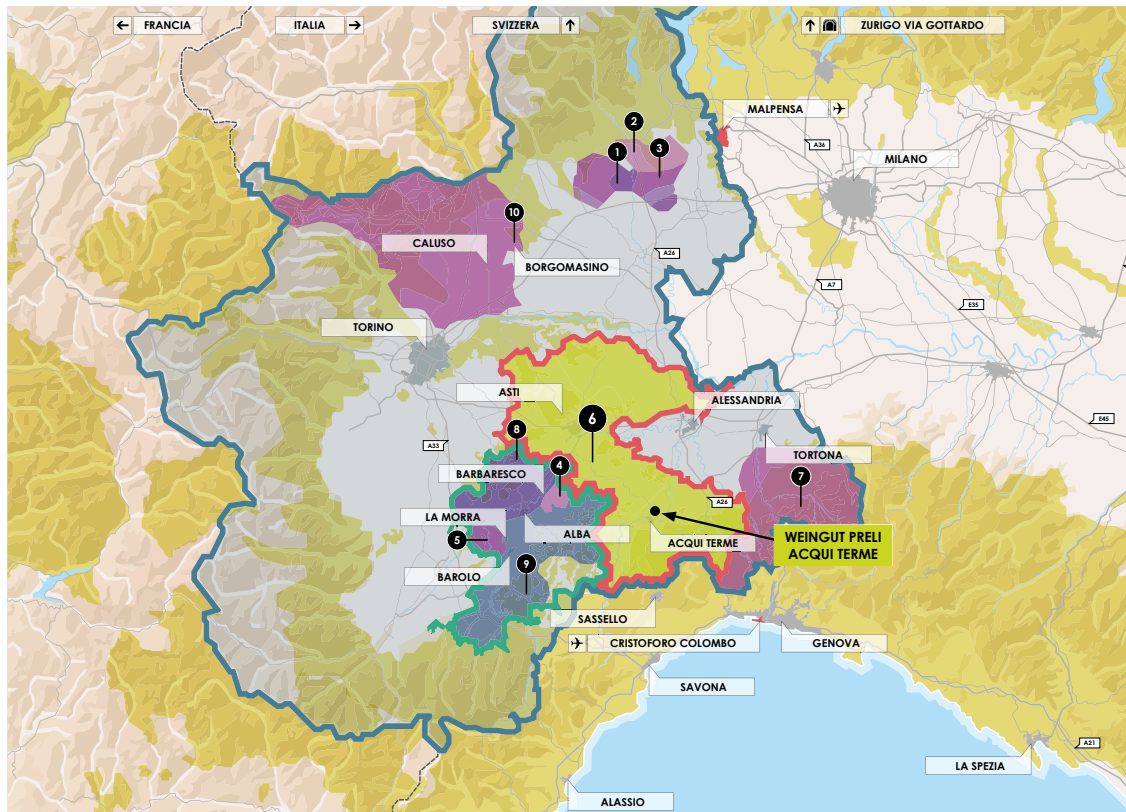 FRANCIA
ITALIA
SVIZZERA
ZURIGO VIA GOTTARDO
MALPENSA
2
A36
1
3
MILANO
10
CALUSO
BORGOMASINO
A26
A7
E35
TORINO
ASTI
ALESSANDRIA
6
E45
8
A33
TORTONA
BARBARESCO
4
7
A26
LA MORRA
ALBA
ACQUI TERME
WEINGUT PRELI
ACQUI TERME
5
BAROLO
9
SASSELLO
CRISTOFORO COLOMBO
GENOVA
SAVONA
A21
LA SPEZIA
ALASSIO